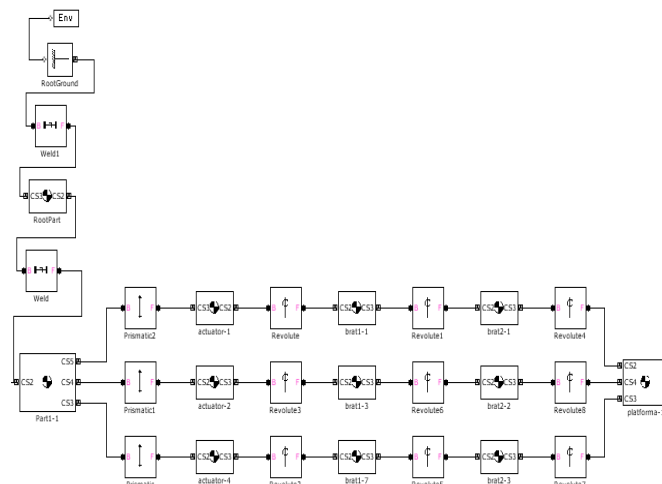 Env
RootGround
B F
Weld1
CS3 CS2
RootPart
B F
Weld
CS2 CS5 CS4 CS3
Part1-1
B F
Prismatic2
CS3 CS2
actuator-1
B F
Revolute
CS2 CS3
brat1-1
B F
Revolute1
CS2 CS3
brat2-1
B F
Revolute4
B F
Prismatic1
CS2 CS3
actuator-2
B F
Revolute3
CS2 CS3
brat1-3
B F
Revolute6
CS2 CS3
brat2-2
B F
Revolute8
CS2
CS4
CS3
B F
Prismatic
CS2 CS3
actuator-4
B F
CS2 CS3
brat1-7
B F
CS2 CS3
brat2-3
B F